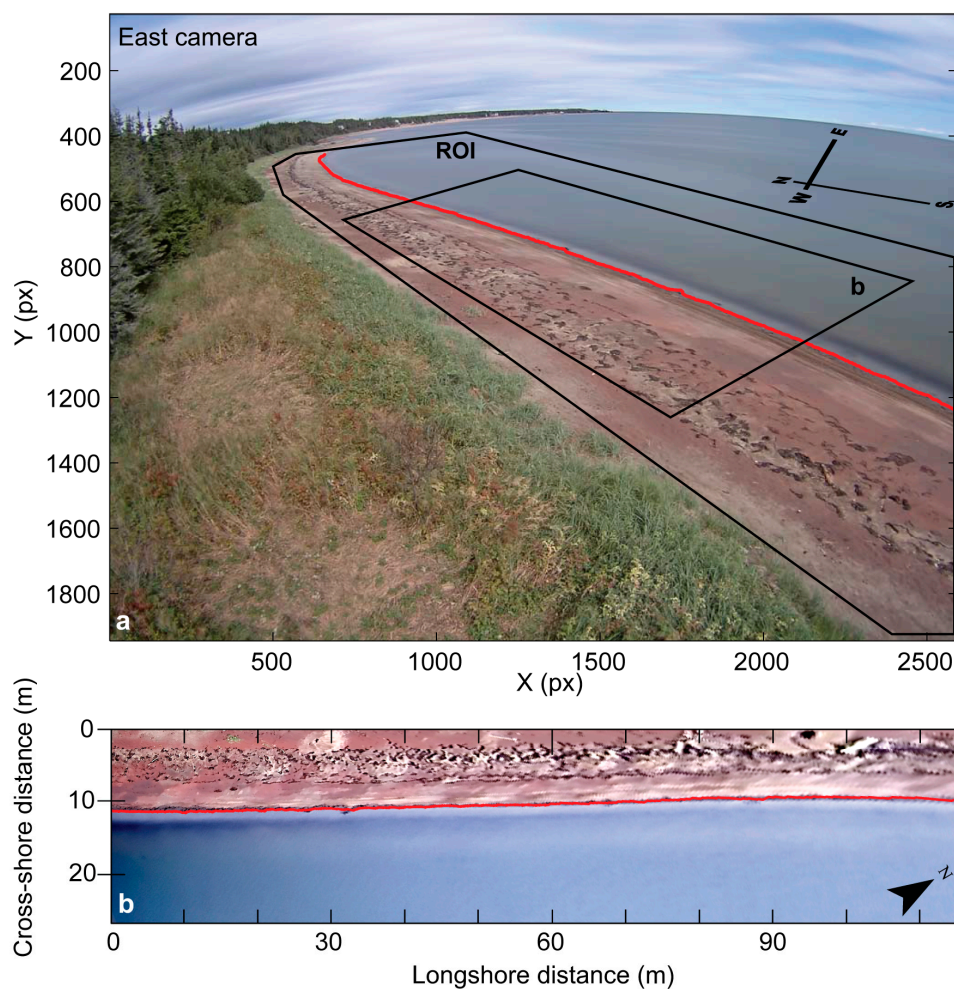 East camera
200
400
600
800
1000
1200
1400
1600
1800
Y (px)
ROI
E
N
W
S
b
a
500
1000
1500
2000
2500
X (px)
Cross-shore distance (m)
0
10
20
b
N
0
30
60
90
Longshore distance (m)